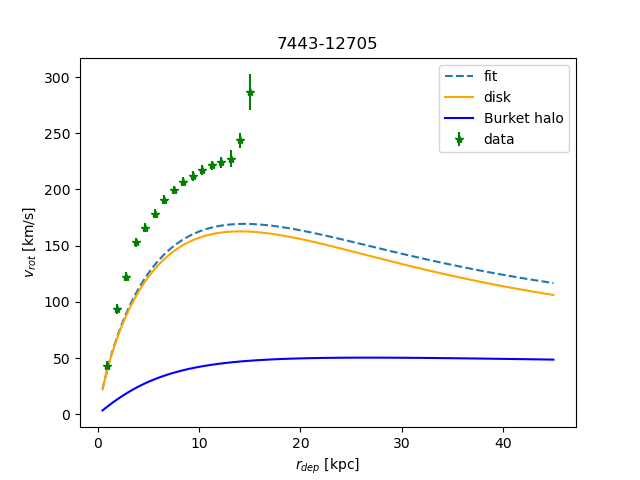 7443-12705
300
250
200
150
100
50
0
v_rot [km/s]
fit
disk
Burket halo
data
0 10 20 30 40
r_dep [kpc]